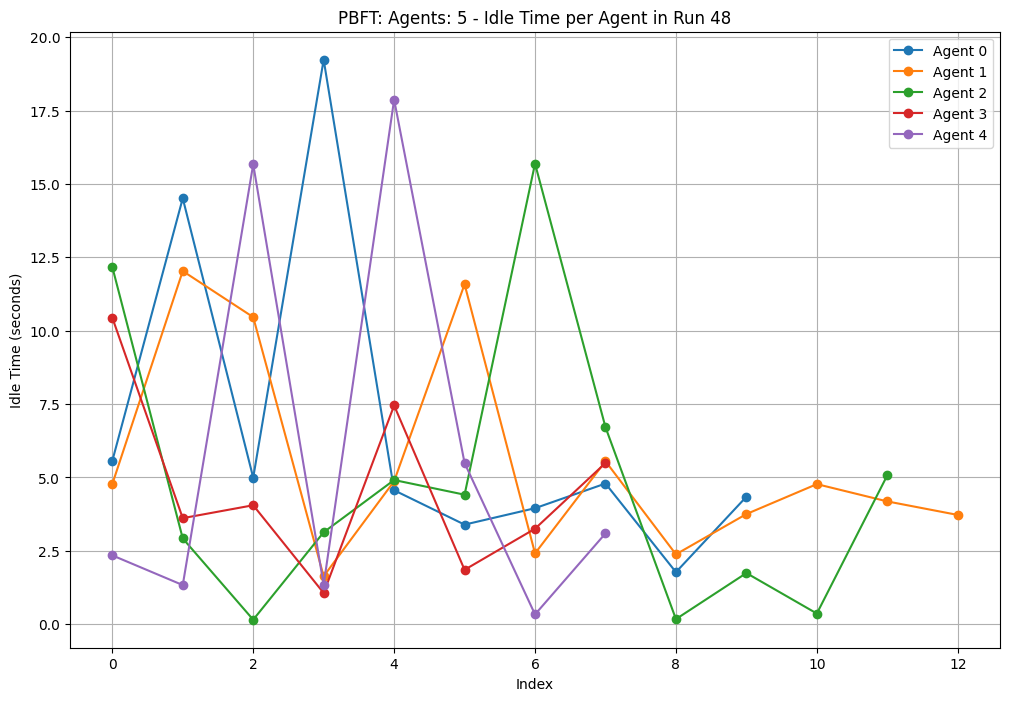 PBFT: Agents: 5 - Idle Time per Agent in Run 48
Agent 0
Agent 1
Agent 2
Agent 3
Agent 4
Idle Time (seconds)
20.0
17.5
15.0
12.5
10.0
7.5
5.0
2.5
0.0
0 2 4 6 8 10 12
Index